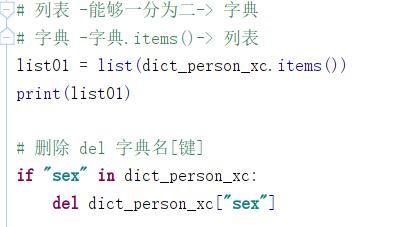 # 列表 -能够一分为二-> 字典
# 字典 -字典.items()-> 列表
list01 = list(dict_person_xc.items())
print(list01)
# 删除 del 字典名[键]
if "sex" in dict_person_xc:
    del dict_person_xc["sex"]